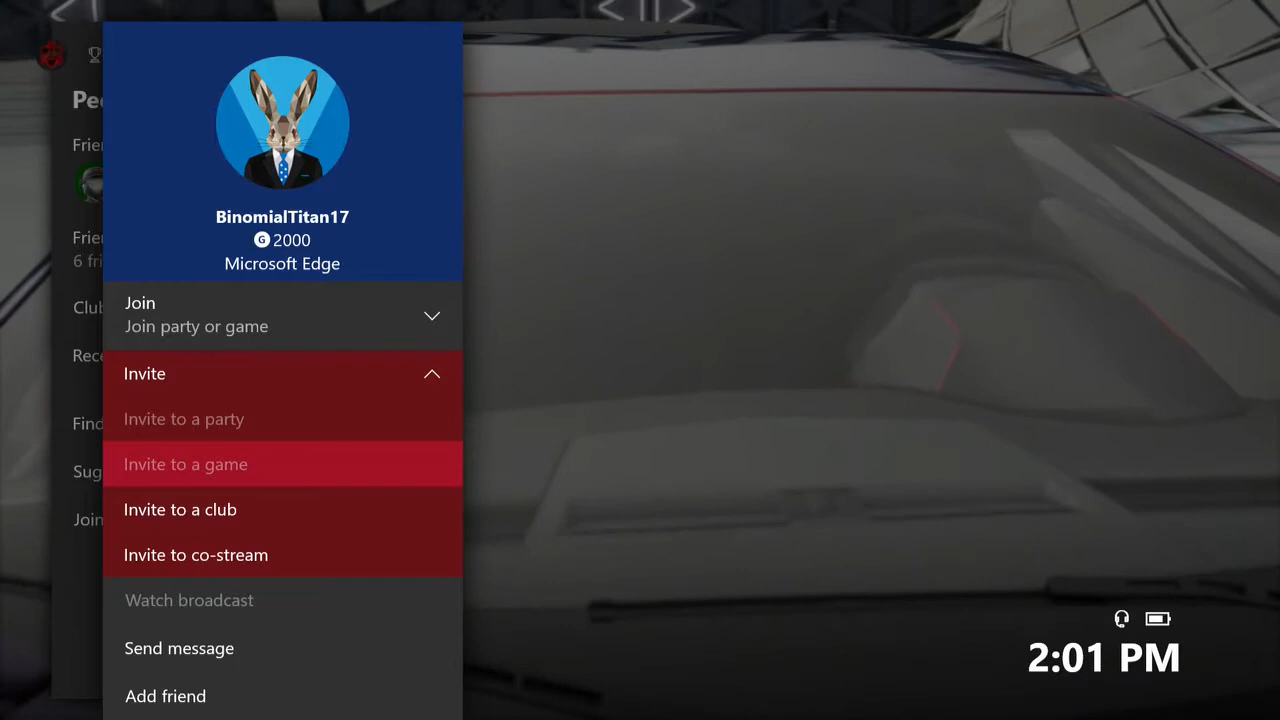 BinomialTitan17
G 2000
Microsoft Edge
Join
Join party or game
Invite
Invite to a party
Invite to a game
Invite to a club
Invite to co-stream
Watch broadcast
Send message
Add friend
2:01 PM